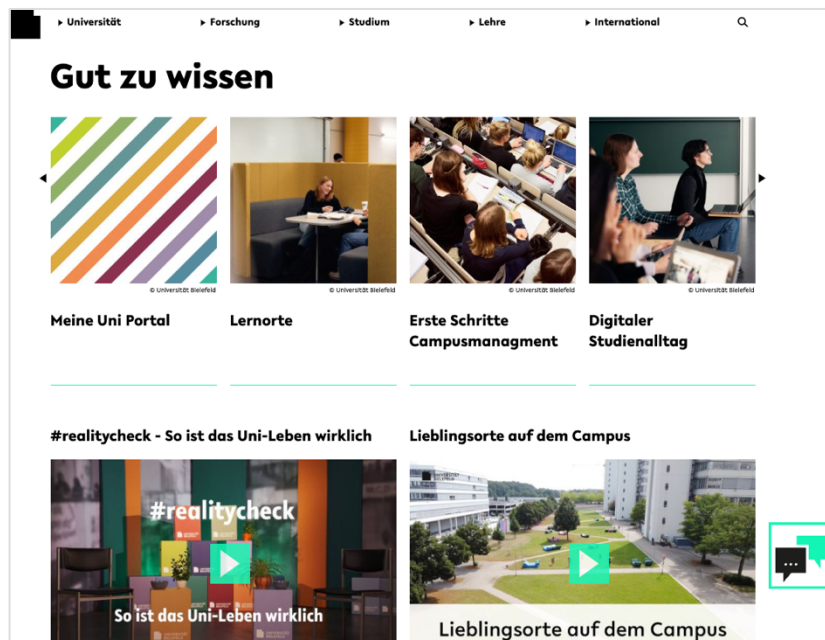 Universität
Forschung
Studium
Lehre
International
Gut zu wissen
© Universität Bielefeld
© Universität Bielefeld
© Universität Bielefeld
© Universität Bielefeld
Meine Uni Portal
Lernorte
Erste Schritte
Campusmanagment
Digitaler
Studienalltag
#realitycheck - So ist das Uni-Leben wirklich
Lieblingsorte auf dem Campus
#realitycheck
So ist das Uni-Leben wirklich
UNIVERSITÄT
BIELEFELD
Lieblingsorte auf dem Campus